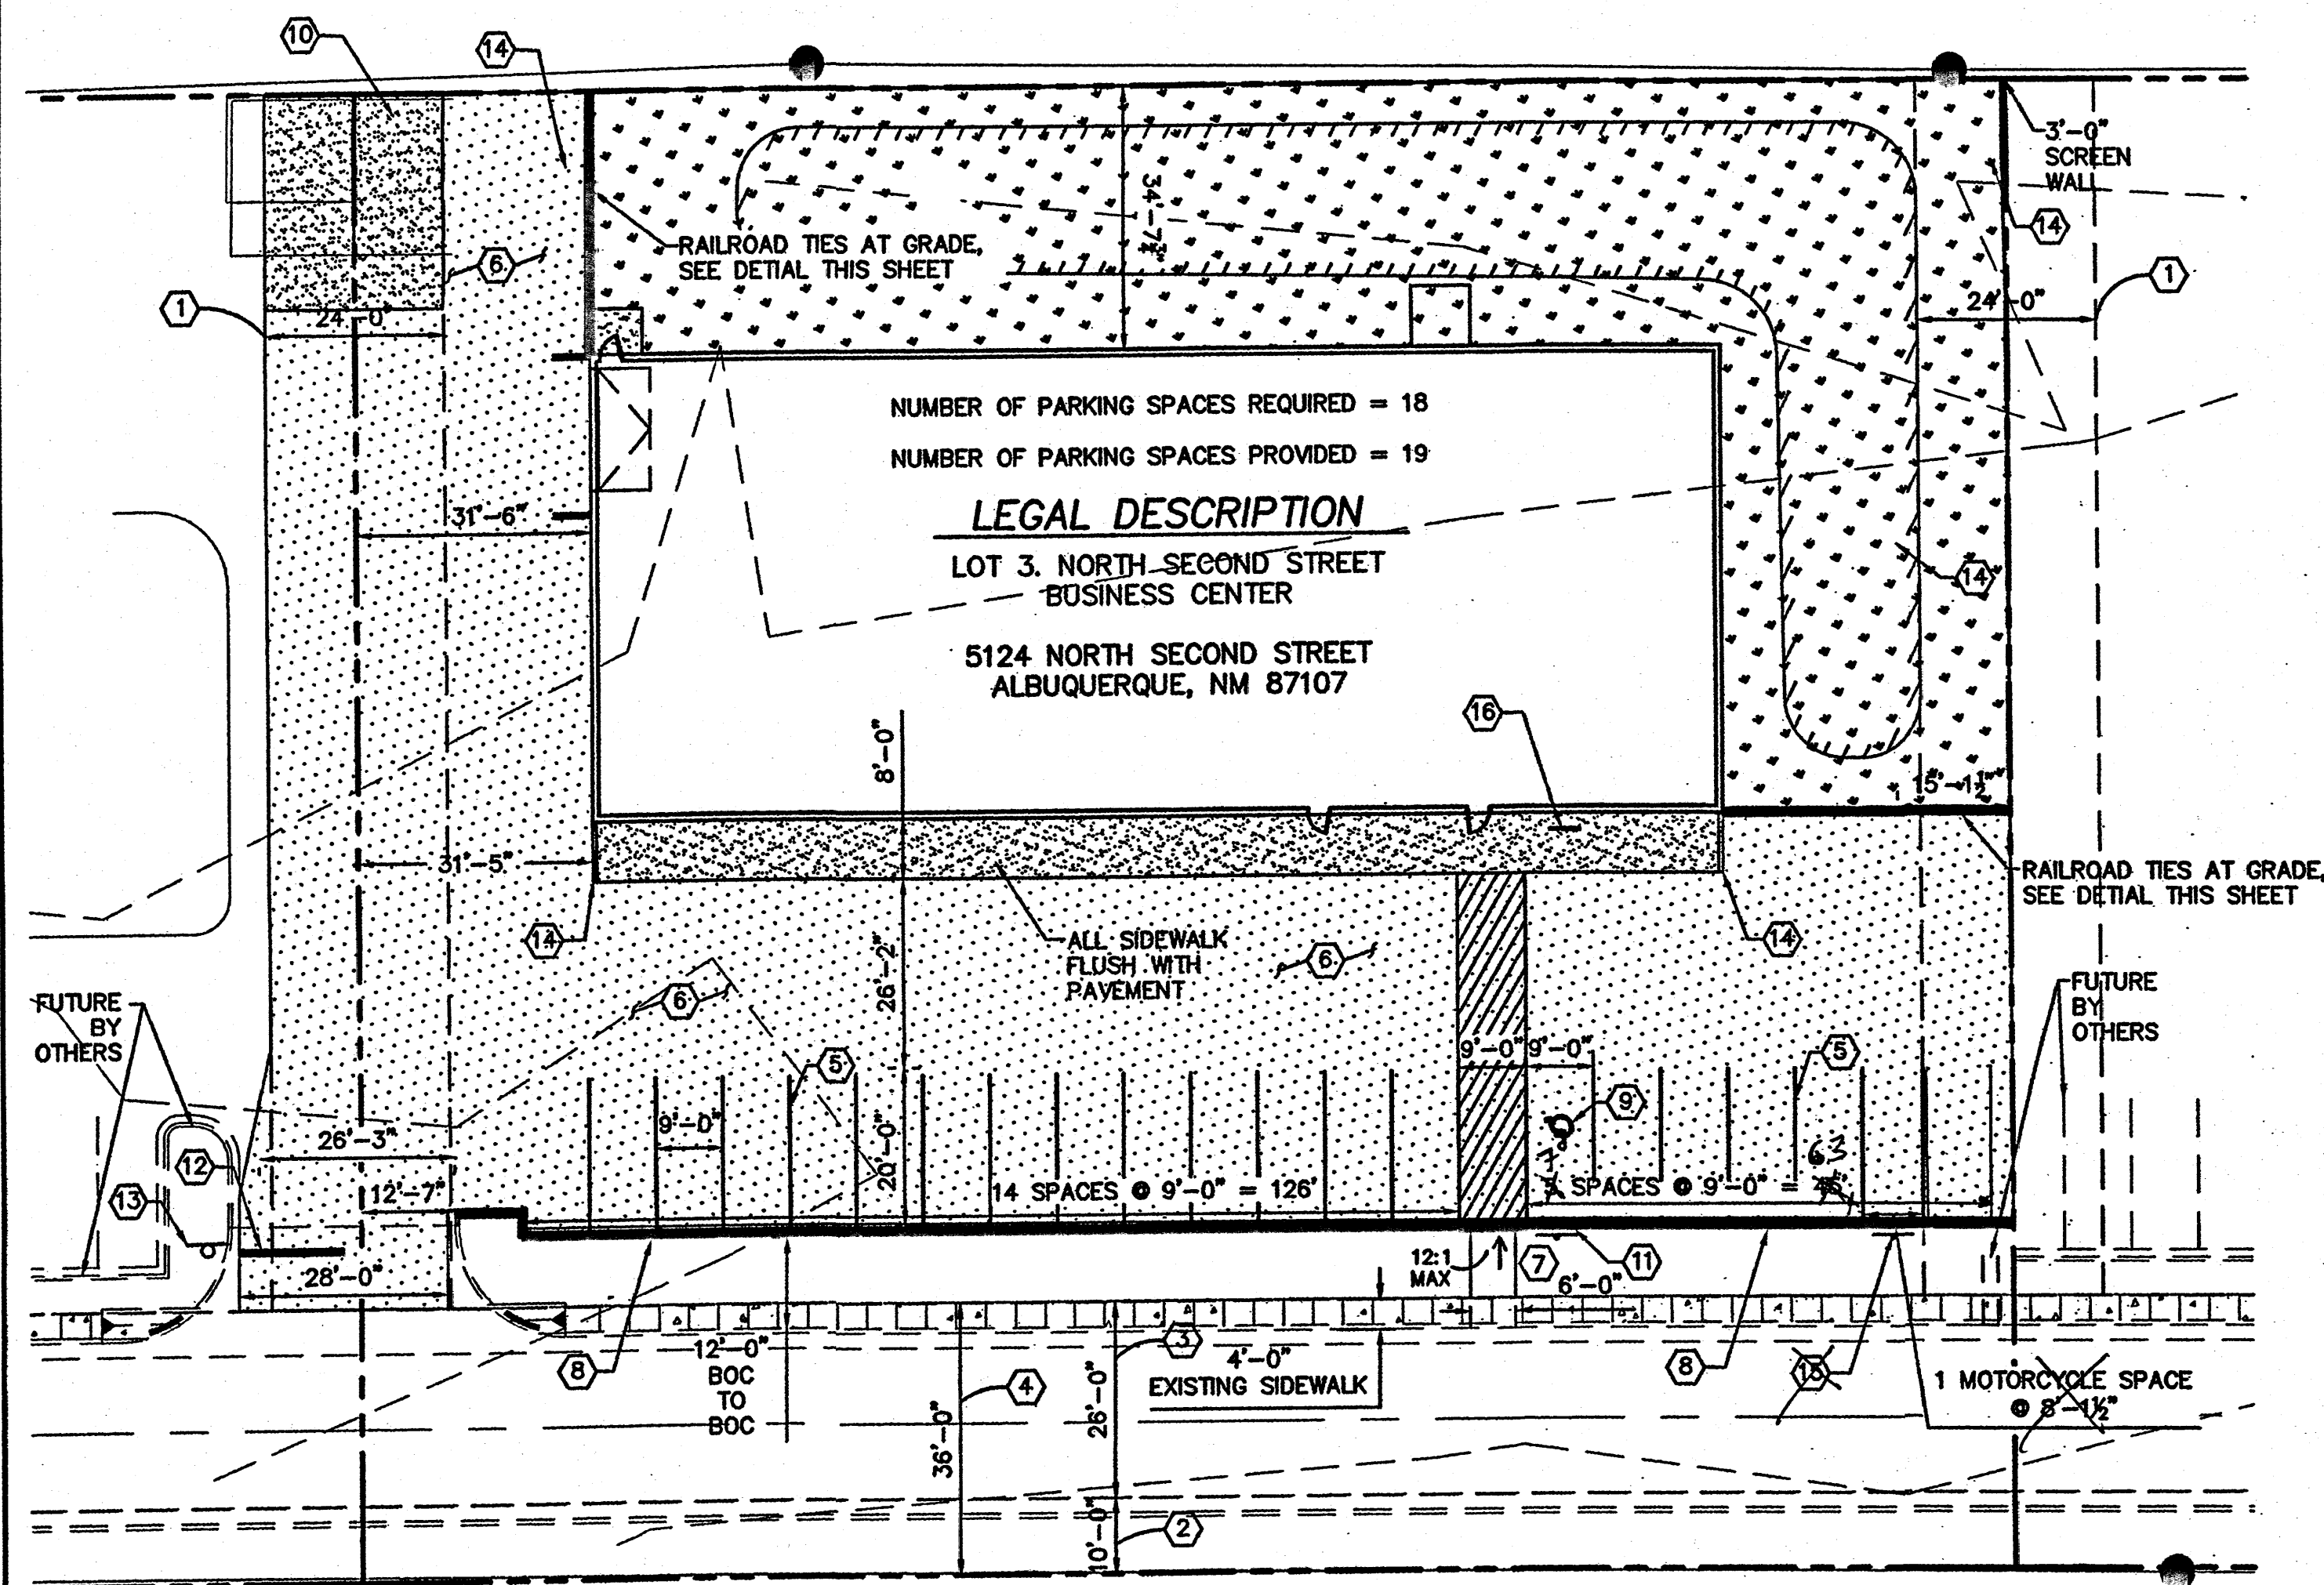 10
14
3'-0"
SCREEN
WALL
14
RAILROAD TIES AT GRADE,
SEE DETIAL THIS SHEET
34'-7¾"
6
1
24'-0"
24'-0"
1
NUMBER OF PARKING SPACES REQUIRED = 18
NUMBER OF PARKING SPACES PROVIDED = 19
31'-6"
LEGAL DESCRIPTION
LOT 3. NORTH SECOND STREET
BUSINESS CENTER
14
5124 NORTH SECOND STREET
ALBUQUERQUE, NM 87107
16
8'-0"
15'-1½"
31'-5"
RAILROAD TIES AT GRADE,
SEE DETIAL THIS SHEET
14
ALL SIDEWALK
FLUSH WITH
PAVEMENT
6
14
26'-2"
6
FUTURE
BY
OTHERS
FUTURE
BY
OTHERS
9'-0" 9'-0"
5
5
9
9'-0"
26'-3"
12
20'-0"
63
12'-7"
13
14 SPACES @ 9'-0" = 126'
7 SPACES @ 9'-0" =
28'-0"
12:1
MAX
7
11
6'-0"
12'-0"
BOC
TO
BOC
8
3
4'-0"
EXISTING SIDEWALK
4
36'-0"
26'-0"
8
15
1 MOTORCYCLE SPACE
@ 8'-1½"
10'-0"
2